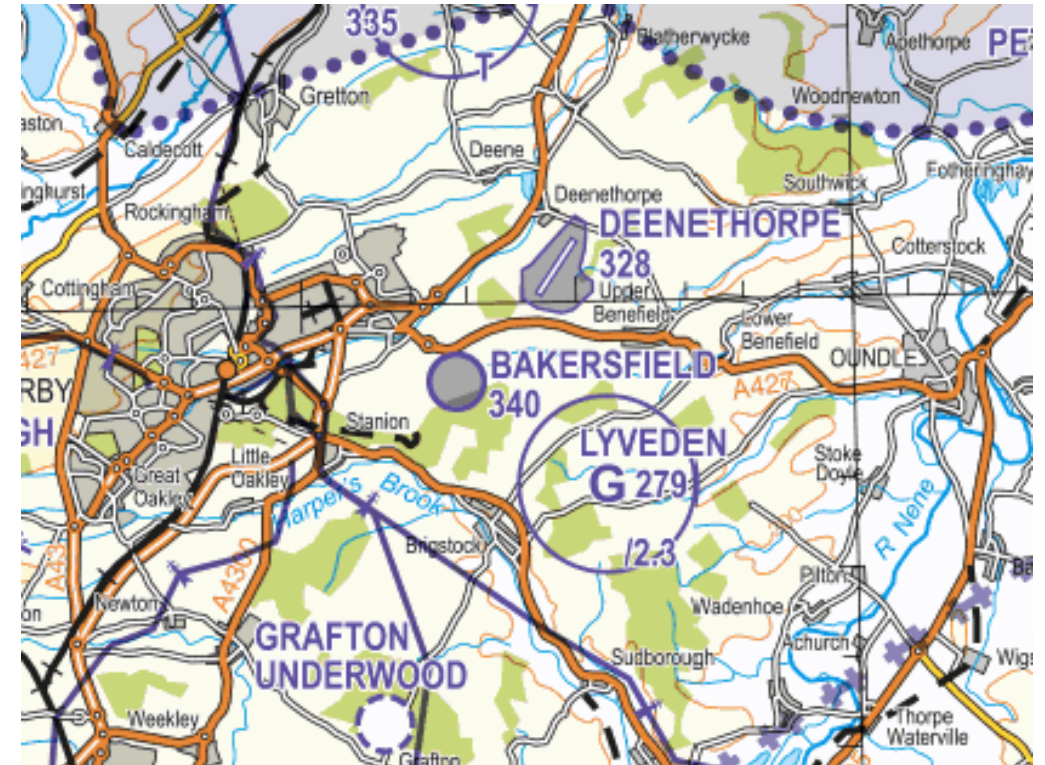 335
T
Blatherwycke
Apethorpe
PE
Gretton
Woodnewton
aston
Caldecott
Deene
Fotheringhay
inghurst
Southwick
Deenethorpe
Rockingham
DEENETHORPE
328
Cotterstock
Cottingham
Upper
Benefield
Lower
Benefield
OUNDLE
A427
BAKERSFIELD
340
A427
RBY
GH
Stanion
LYVEDEN
G 279
Little
Oakley
Stoke
Doyle
Great
Oakley
Harper's Brook
R Nene
A43
Brigstock
/2.3
A4300
Pilton
Newton
Wadenhoe
on
GRAFTON
UNDERWOOD
Achurch
Sudborough
Wigs
Weekley
Thorpe
Waterville
Grafton